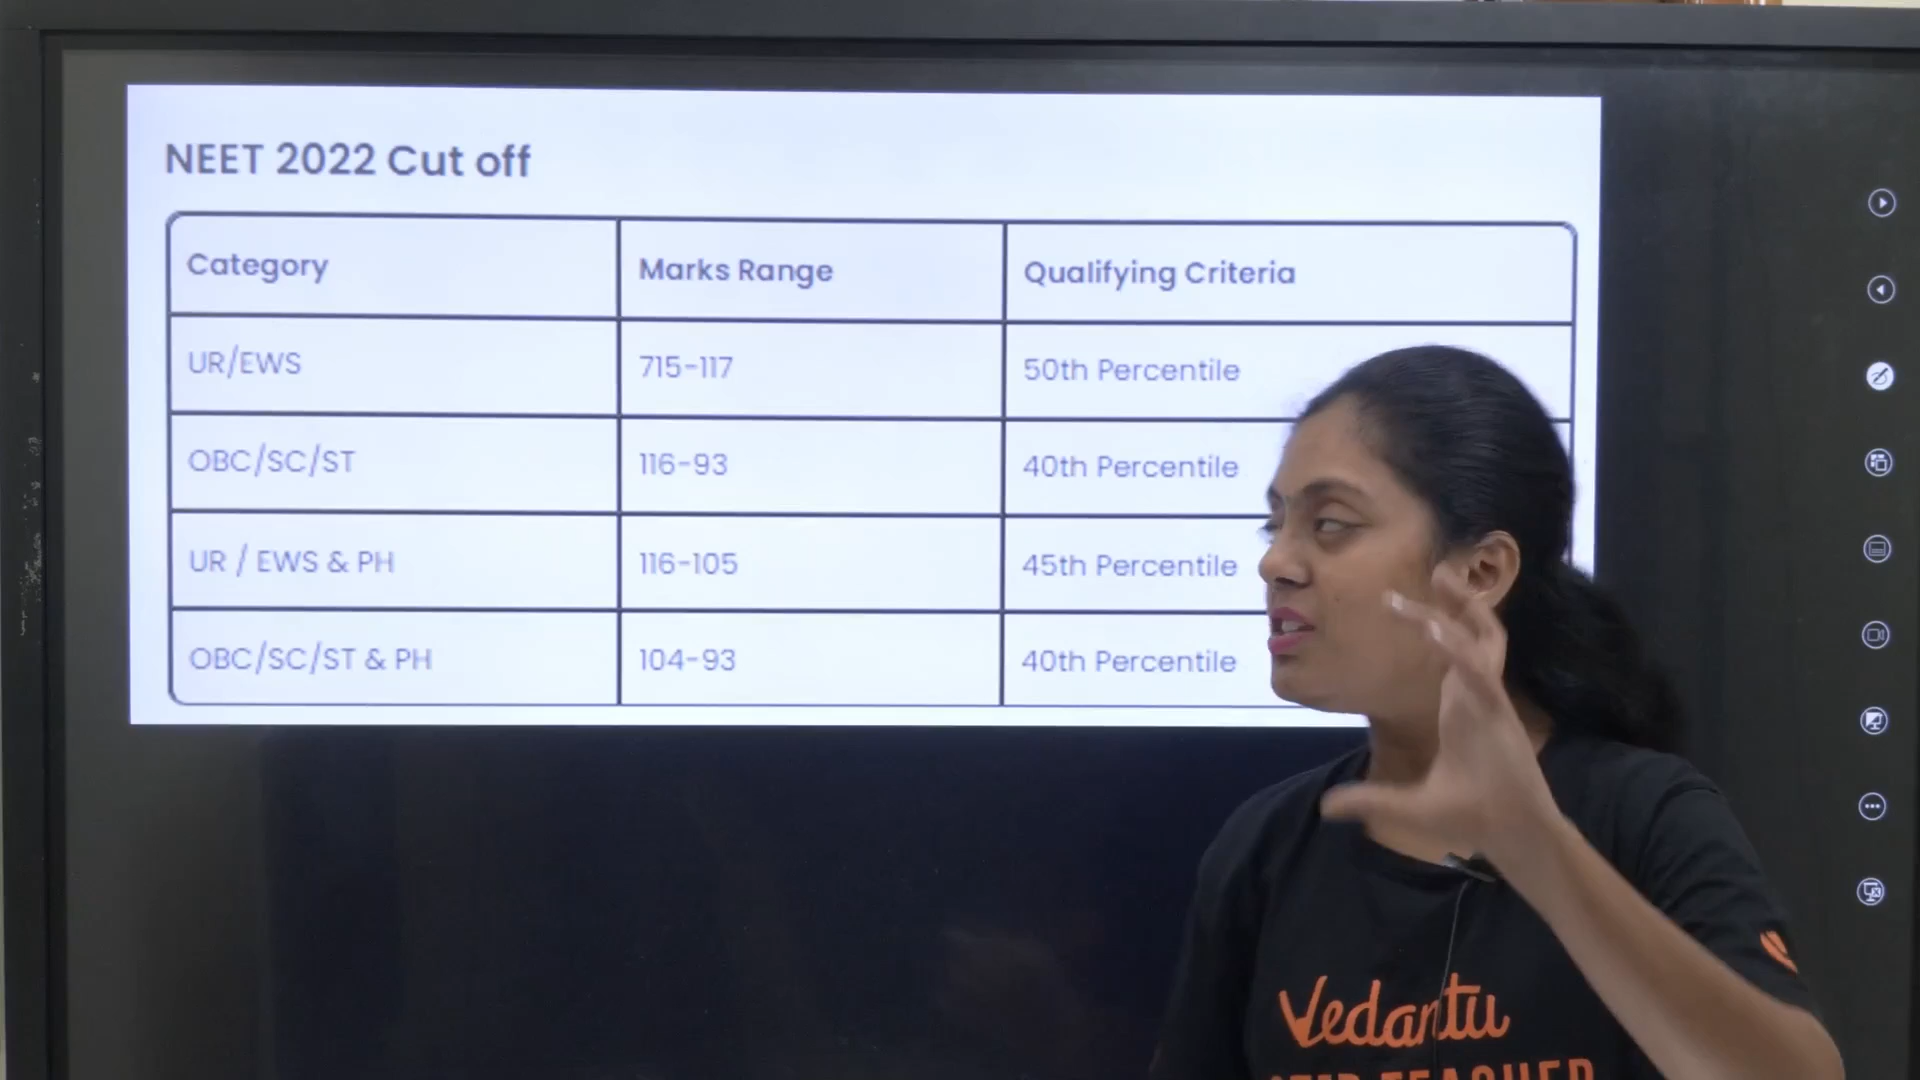 NEET 2022 Cut off
Category Marks Range Qualifying Criteria
UR/EWS 715-117 50th Percentile
OBC/SC/ST 116-93 40th Percentile
UR / EWS & PH 116-105 45th Percentile
OBC/SC/ST & PH 104-93 40th Percentile
Vedantu
TEACHER